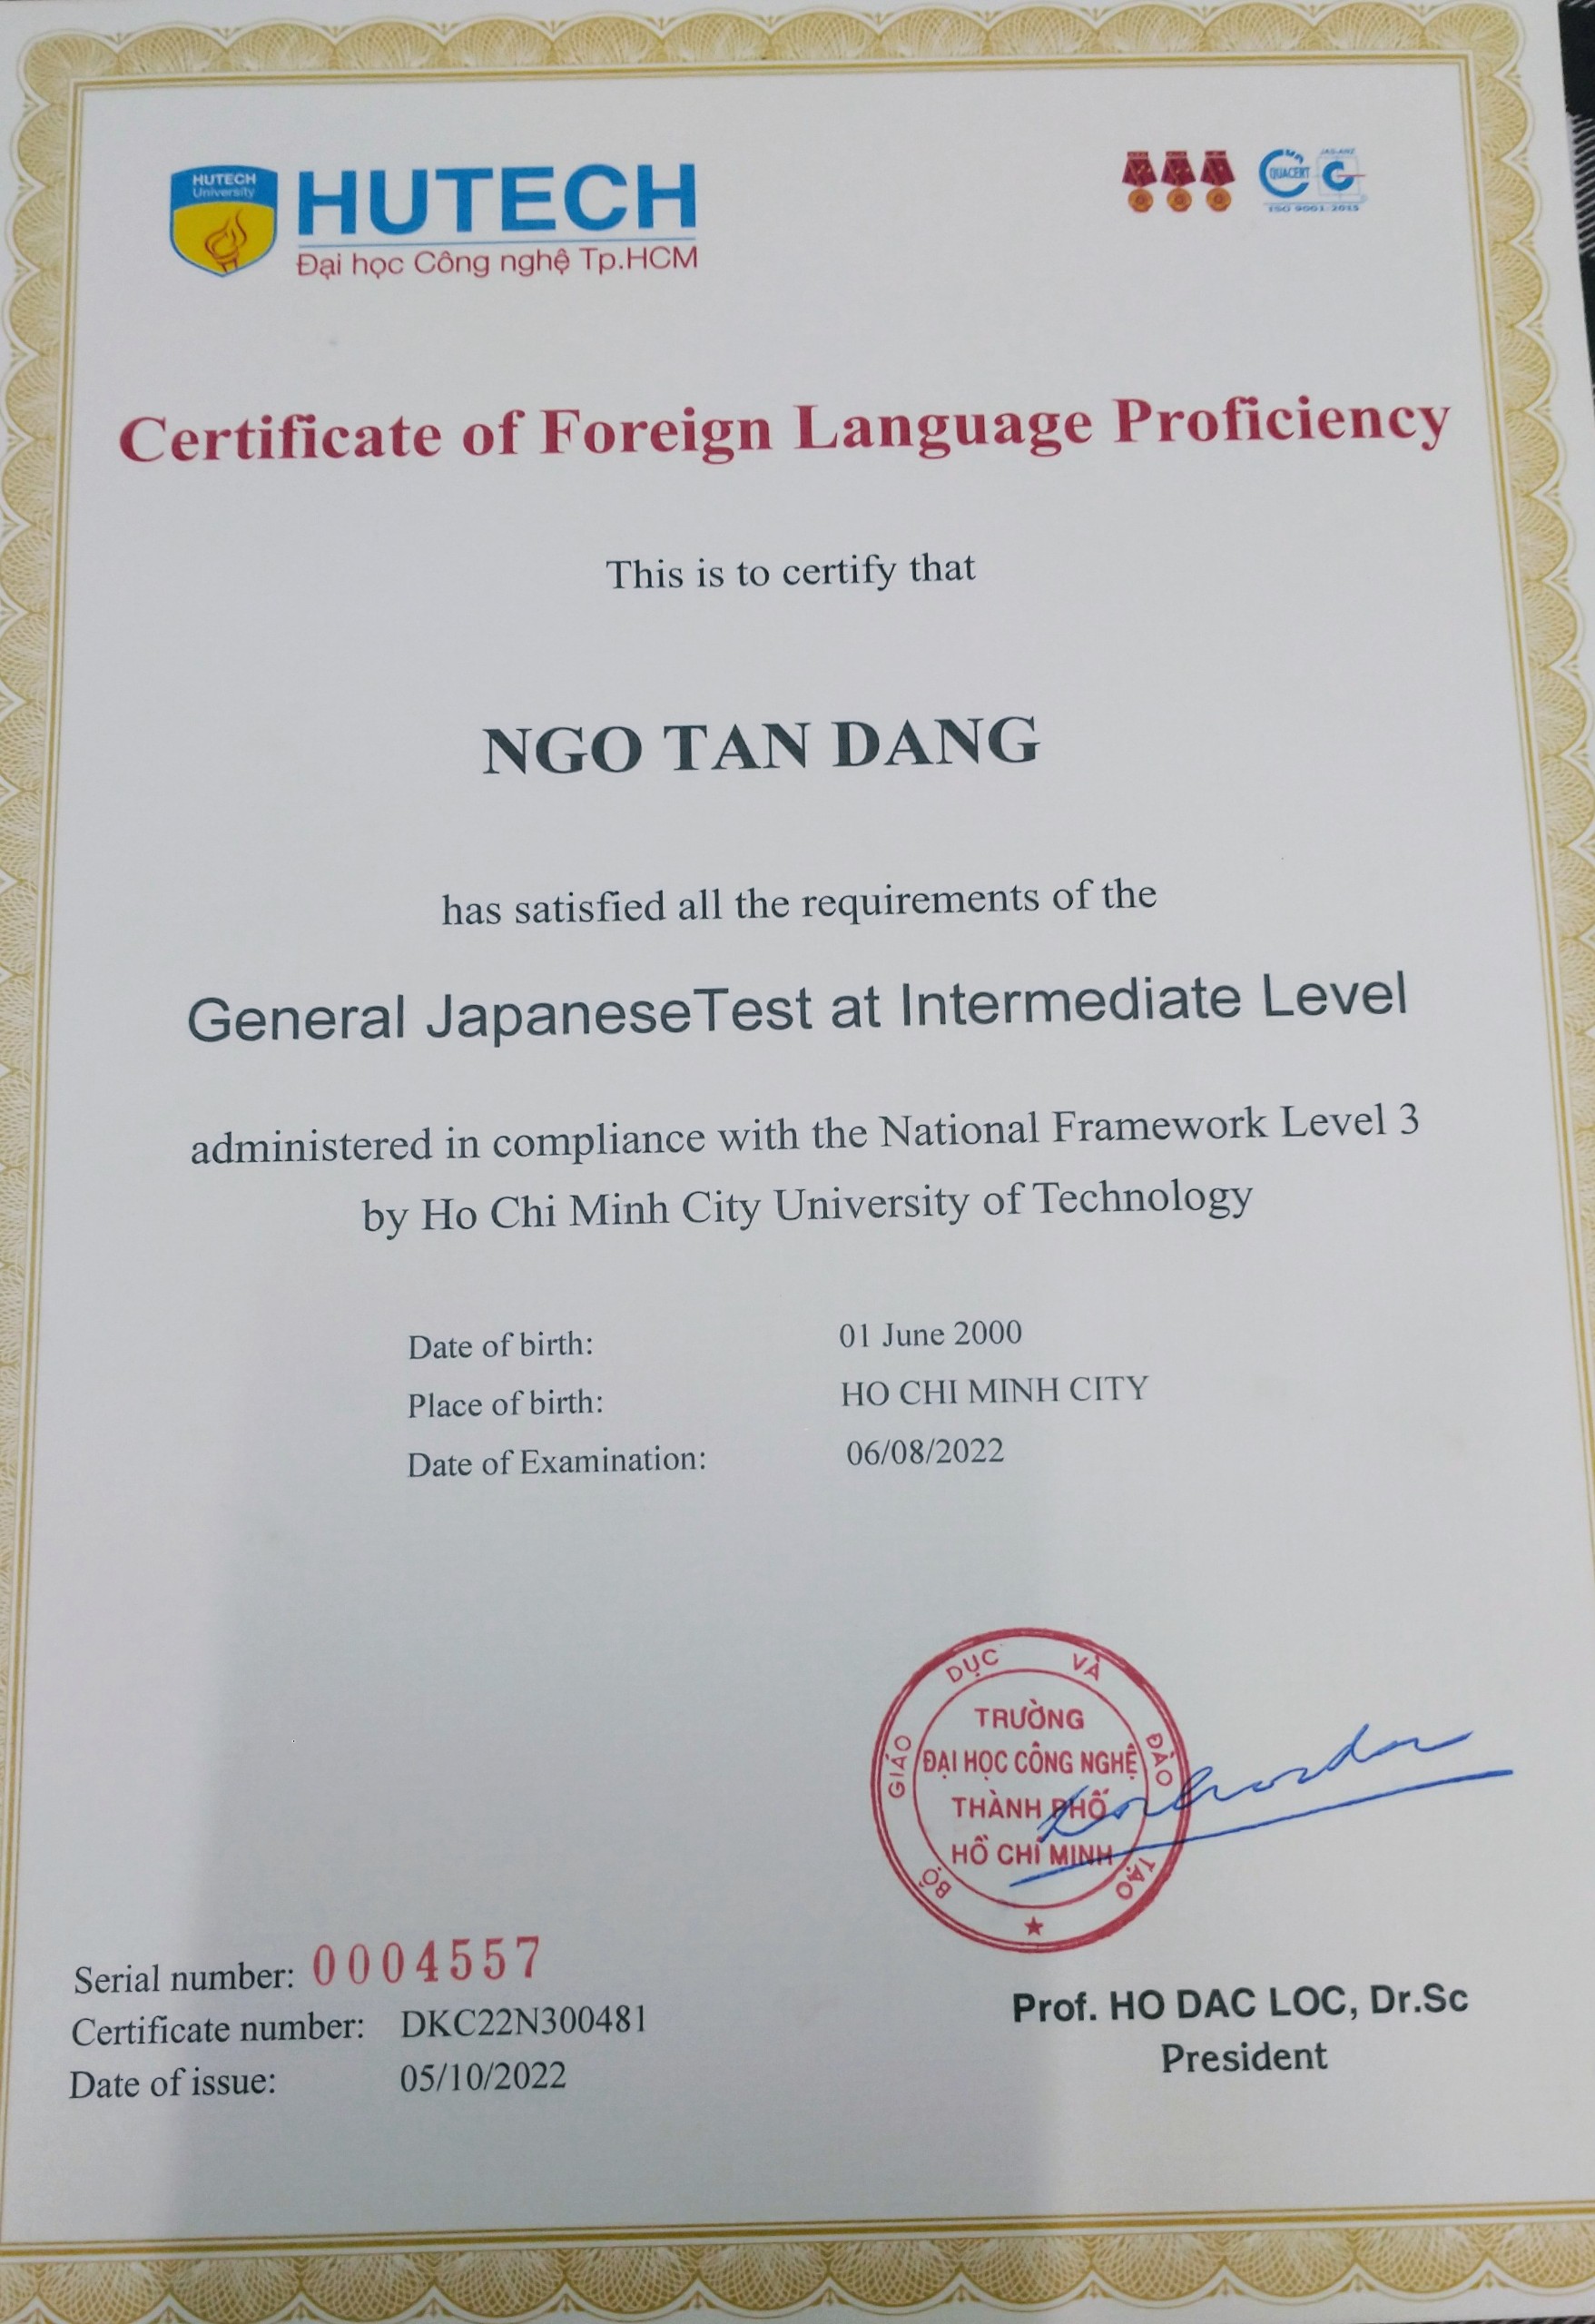 HUTECH
University
HUTECH
Đại học Công nghệ Tp.HCM
QUACERT
JAS-ANZ
ISO 9001:2015
Certificate of Foreign Language Proficiency
This is to certify that
NGO TAN DANG
has satisfied all the requirements of the
General JapaneseTest at Intermediate Level
administered in compliance with the National Framework Level 3
by Ho Chi Minh City University of Technology
Date of birth: 01 June 2000
Place of birth: HO CHI MINH CITY
Date of Examination: 06/08/2022
BỘ GIÁO DỤC VÀ ĐÀO TẠO
TRƯỜNG
ĐẠI HỌC CÔNG NGHỆ
THÀNH PHỐ
HỒ CHÍ MINH
Serial number: 0004557
Certificate number: DKC22N300481
Date of issue: 05/10/2022
Prof. HO DAC LOC, Dr.Sc
President